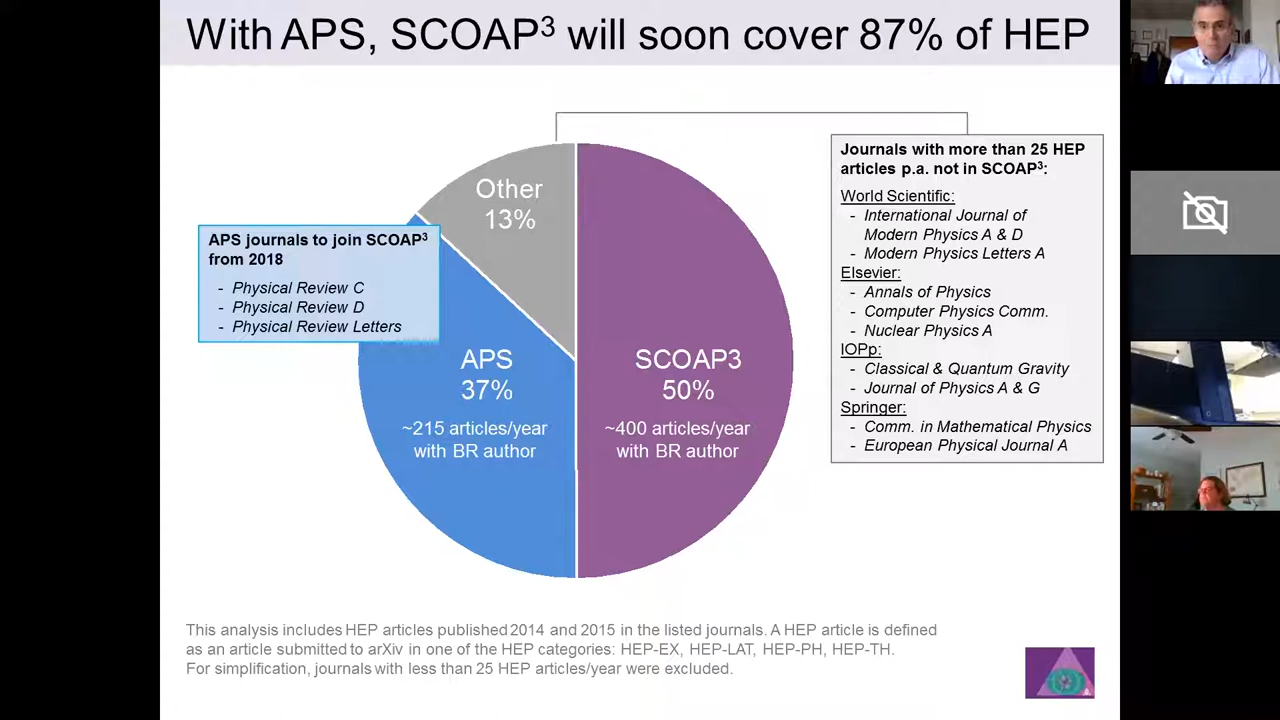 With APS, SCOAP³ will soon cover 87% of HEP
Other
13%
APS journals to join SCOAP³
from 2018
- Physical Review C
- Physical Review D
- Physical Review Letters
APS
37%
~215 articles/year
with BR author
SCOAP3
50%
~400 articles/year
with BR author
Journals with more than 25 HEP
articles p.a. not in SCOAP³:
World Scientific:
- International Journal of
Modern Physics A & D
- Modern Physics Letters A
Elsevier:
- Annals of Physics
- Computer Physics Comm.
- Nuclear Physics A
IOPp:
- Classical & Quantum Gravity
- Journal of Physics A & G
Springer:
- Comm. in Mathematical Physics
- European Physical Journal A
This analysis includes HEP articles published 2014 and 2015 in the listed journals. A HEP article is defined
as an article submitted to arXiv in one of the HEP categories: HEP-EX, HEP-LAT, HEP-PH, HEP-TH.
For simplification, journals with less than 25 HEP articles/year were excluded.